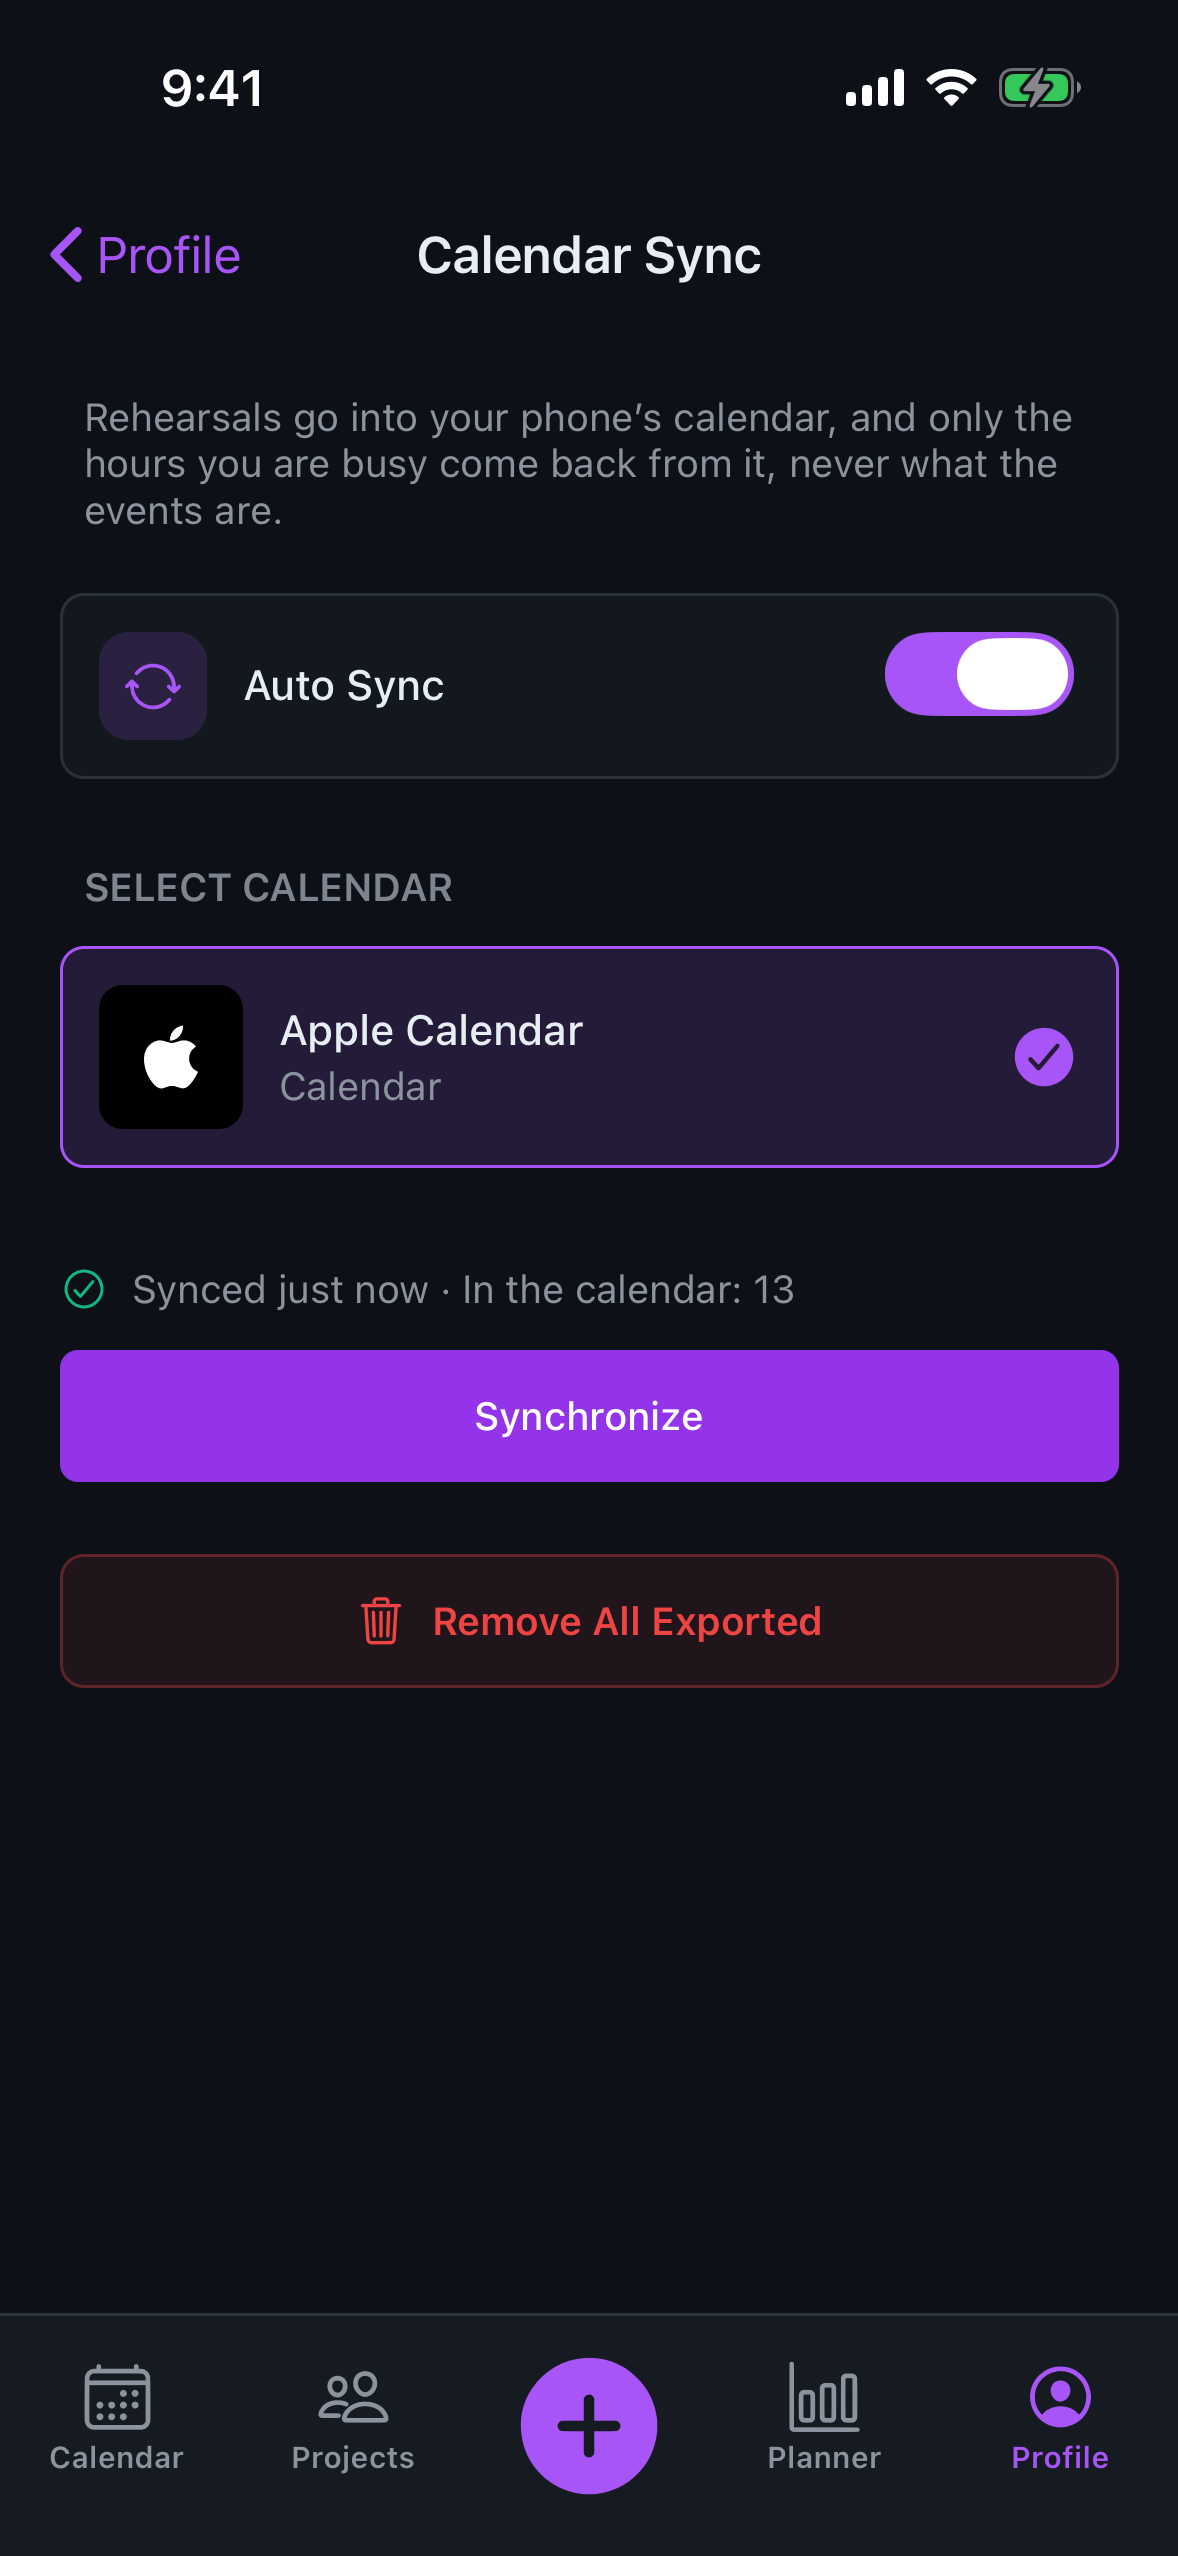 9:41
Profile
Calendar Sync
Rehearsals go into your phone’s calendar, and only the
hours you are busy come back from it, never what the
events are.
Auto Sync
SELECT CALENDAR
Apple Calendar
Calendar
Synced just now · In the calendar: 13
Synchronize
Remove All Exported
Calendar
Projects
Planner
Profile